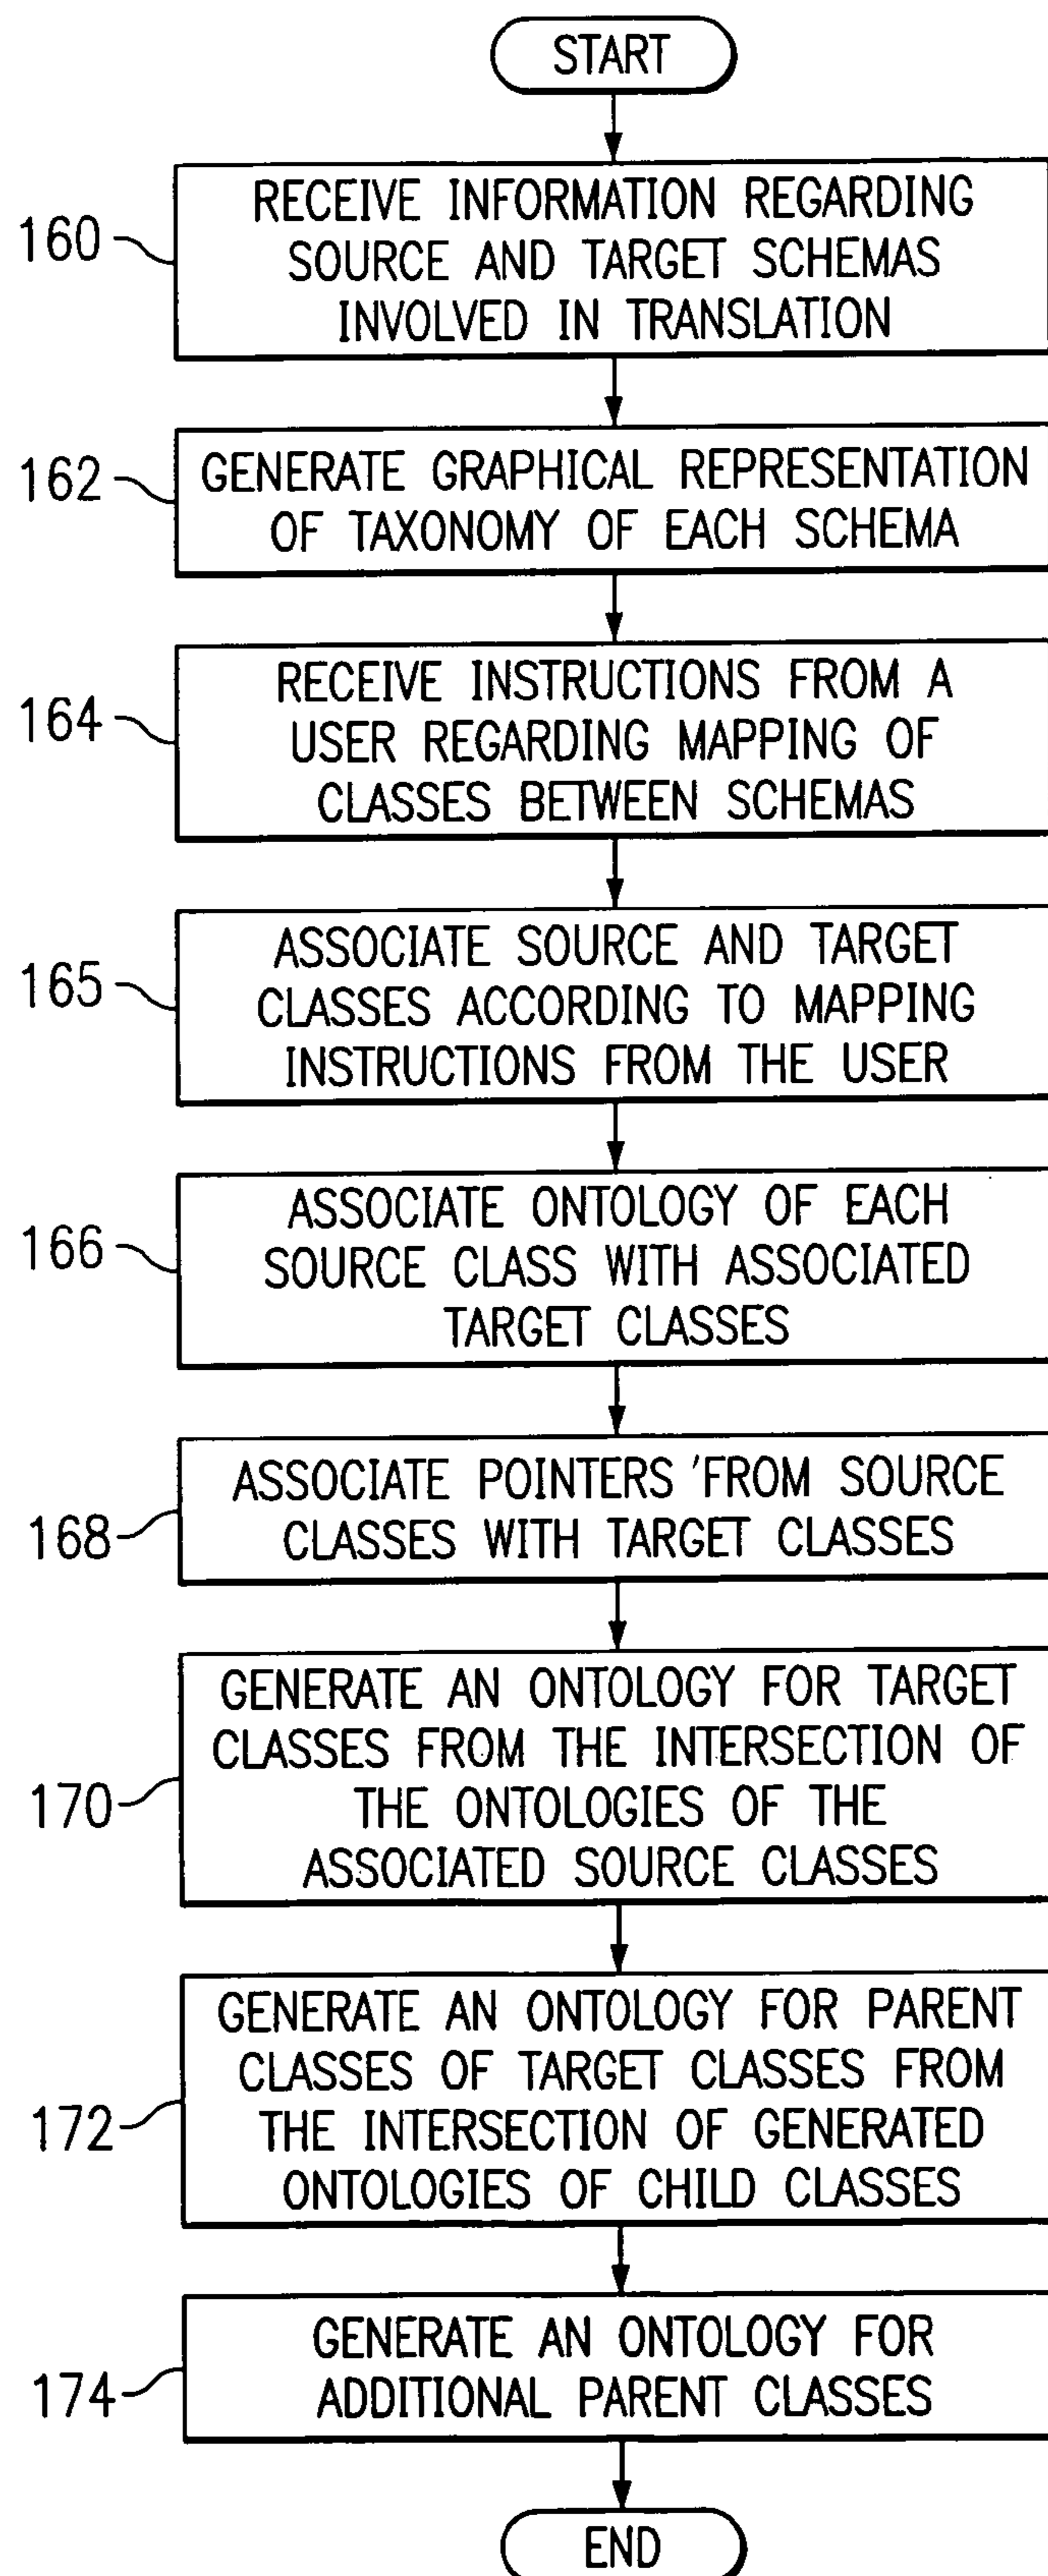 START
160
RECEIVE INFORMATION REGARDING
SOURCE AND TARGET SCHEMAS
INVOLVED IN TRANSLATION
162
GENERATE GRAPHICAL REPRESENTATION
OF TAXONOMY OF EACH SCHEMA
164
RECEIVE INSTRUCTIONS FROM A
USER REGARDING MAPPING OF
CLASSES BETWEEN SCHEMAS
165
ASSOCIATE SOURCE AND TARGET
CLASSES ACCORDING TO MAPPING
INSTRUCTIONS FROM THE USER
166
ASSOCIATE ONTOLOGY OF EACH
SOURCE CLASS WITH ASSOCIATED
TARGET CLASSES
168
ASSOCIATE POINTERS 'FROM SOURCE
CLASSES WITH TARGET CLASSES
170
GENERATE AN ONTOLOGY FOR TARGET
CLASSES FROM THE INTERSECTION OF
THE ONTOLOGIES OF THE
ASSOCIATED SOURCE CLASSES
172
GENERATE AN ONTOLOGY FOR PARENT
CLASSES OF TARGET CLASSES FROM
THE INTERSECTION OF GENERATED
ONTOLOGIES OF CHILD CLASSES
174
GENERATE AN ONTOLOGY FOR
ADDITIONAL PARENT CLASSES
END